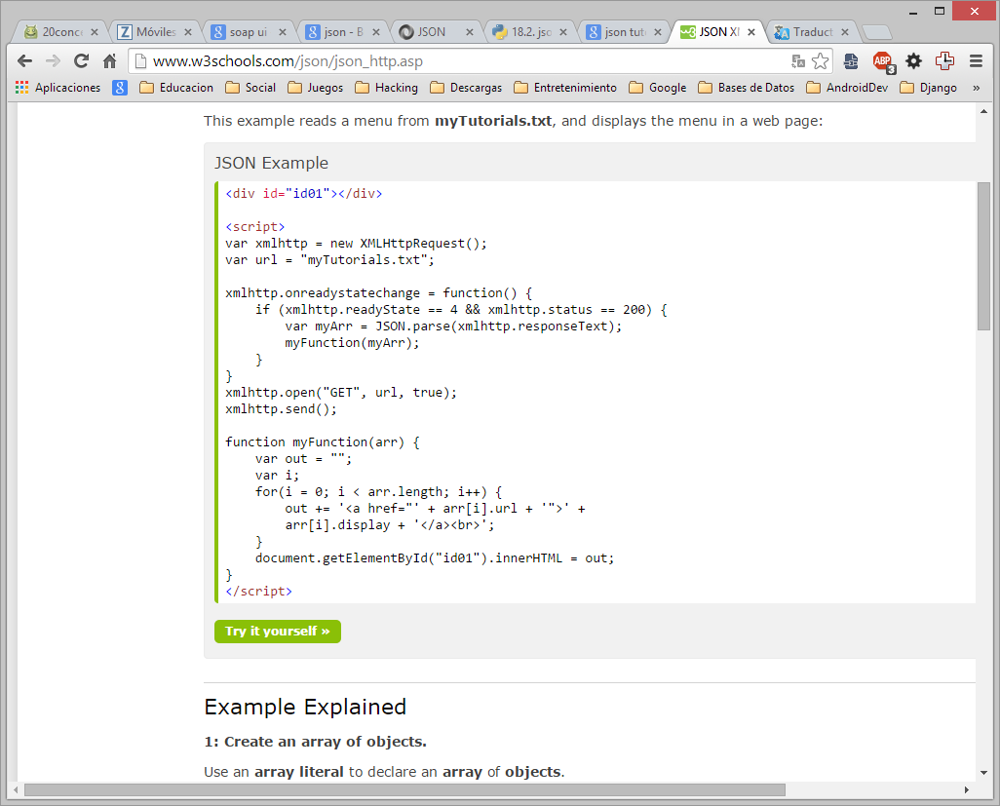 20conc
Móviles
soap ui
json - B
JSON
18.2. jso
json tut
JSON X
Traduct
www.w3schools.com/json/json_http.asp
ABP 3
Aplicaciones 8 Educacion Social Juegos Hacking Descargas Entretenimiento Google Bases de Datos AndroidDev Django »
This example reads a menu from myTutorials.txt, and displays the menu in a web page:
JSON Example
<div id="id01"></div>
<script>
var xmlhttp = new XMLHttpRequest();
var url = "myTutorials.txt";
xmlhttp.onreadystatechange = function() {
    if (xmlhttp.readyState == 4 && xmlhttp.status == 200) {
        var myArr = JSON.parse(xmlhttp.responseText);
        myFunction(myArr);
    }
}
xmlhttp.open("GET", url, true);
xmlhttp.send();
function myFunction(arr) {
    var out = "";
    var i;
    for(i = 0; i < arr.length; i++) {
        out += '<a href="' + arr[i].url + '">' +
        arr[i].display + '</a><br>';
    }
    document.getElementById("id01").innerHTML = out;
}
</script>
Try it yourself »
Example Explained
1: Create an array of objects.
Use an array literal to declare an array of objects.